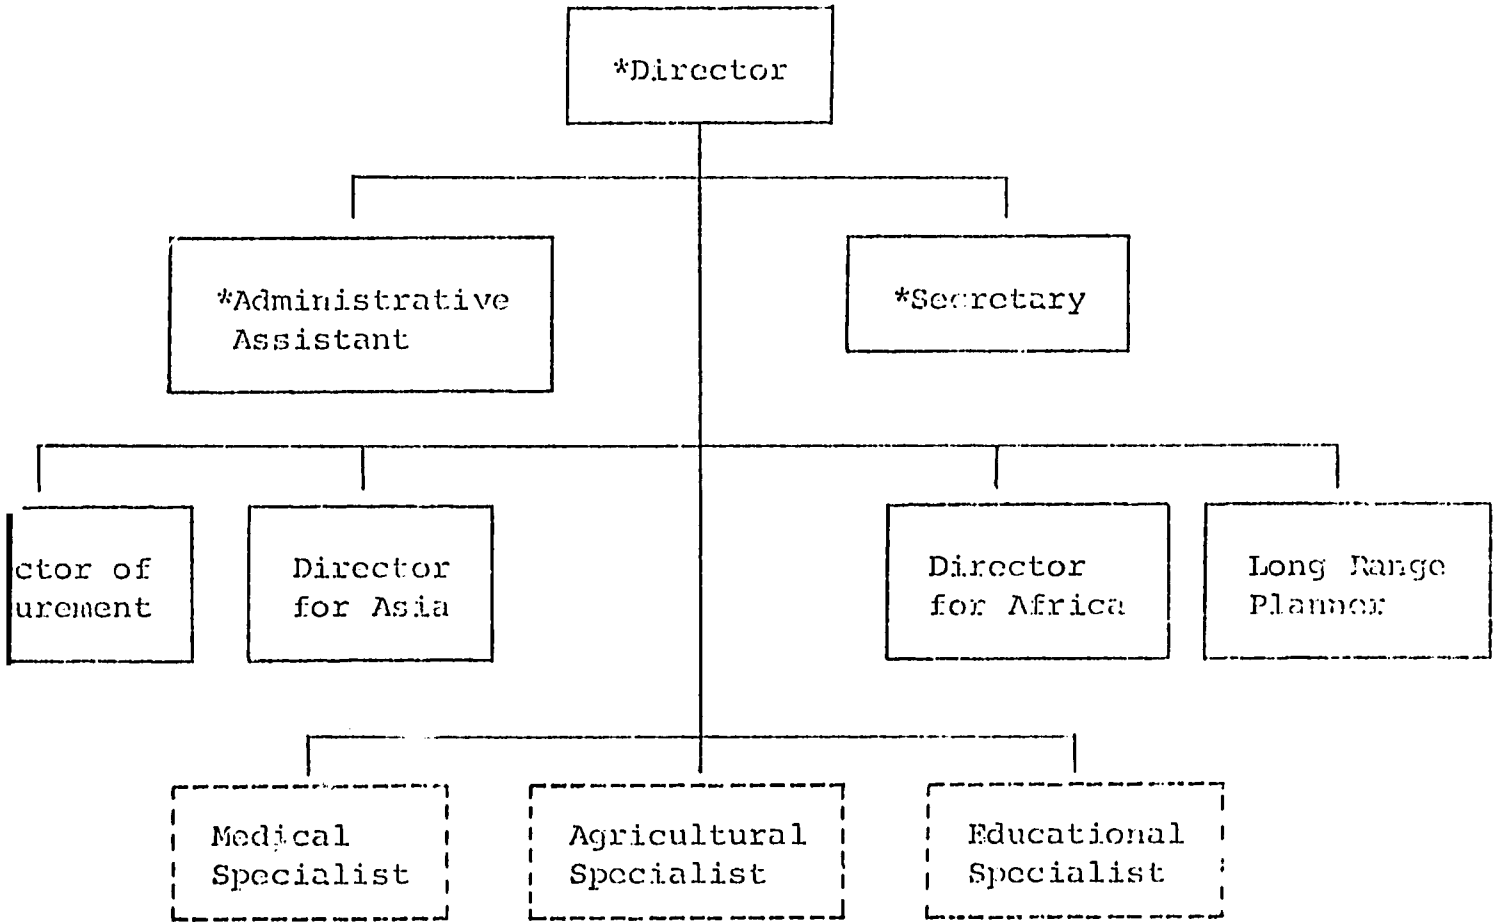 *Director
*Administrative
Assistant
*Secretary
ctor of
urement
Director
for Asia
Director
for Africa
Long Range
Planner
Medical
Specialist
Agricultural
Specialist
Educational
Specialist